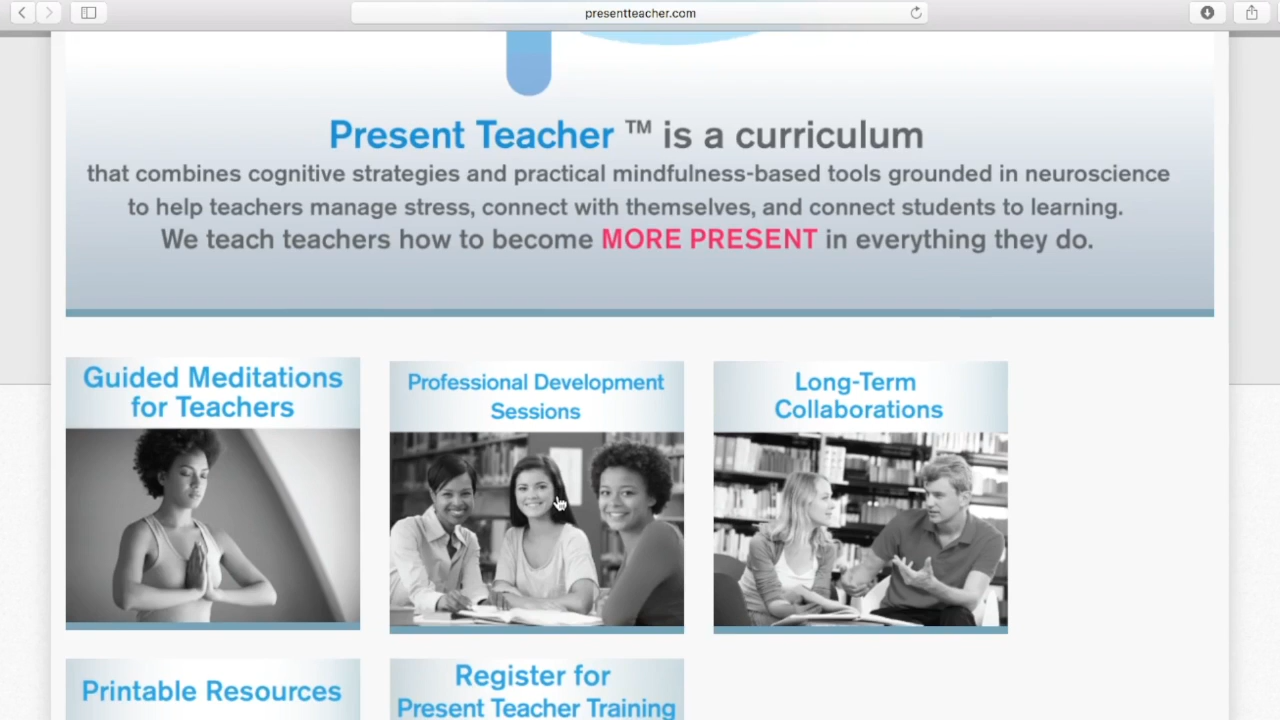 presentteacher.com
Present Teacher ™ is a curriculum
that combines cognitive strategies and practical mindfulness-based tools grounded in neuroscience
to help teachers manage stress, connect with themselves, and connect students to learning.
We teach teachers how to become MORE PRESENT in everything they do.
Guided Meditations
for Teachers
Professional Development
Sessions
Long-Term
Collaborations
Printable Resources
Register for
Present Teacher Training